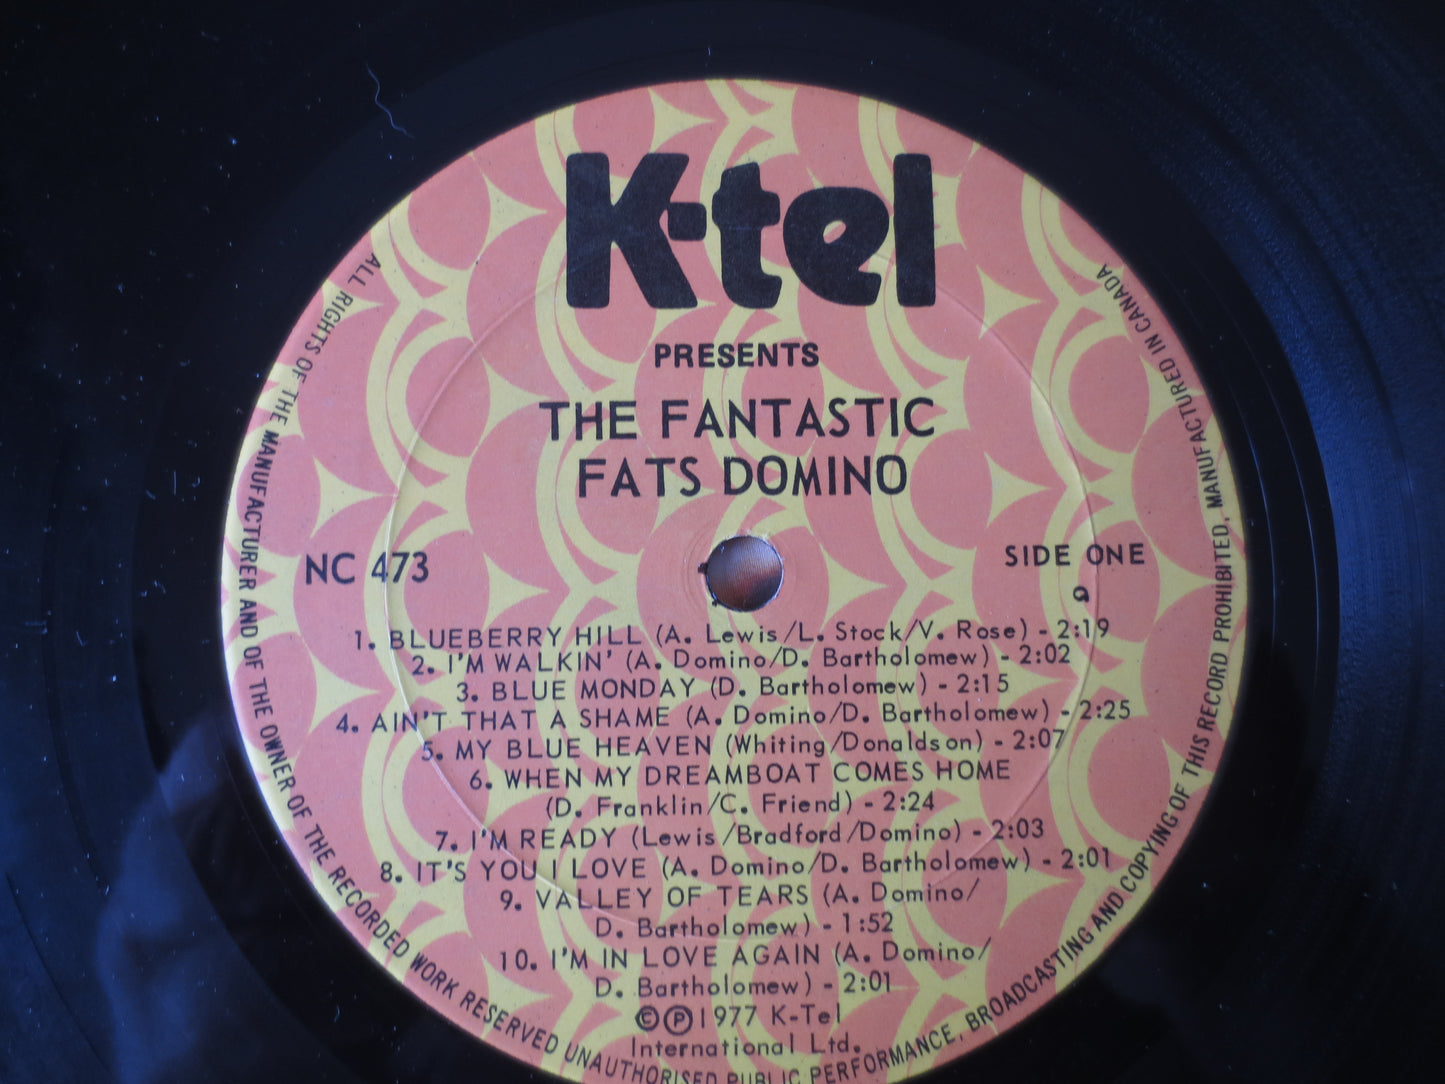 K-tel
PRESENTS
THE FANTASTIC
FATS DOMINO
NC 473
SIDE ONE
G
1. BLUEBERRY HILL (A. Lewis/L. Stock/V. Rose) - 2:19
2. I'M WALKIN' (A. Domino/D. Bartholomew) - 2:02
3. BLUE MONDAY (D. Bartholomew) - 2:15
4. AIN'T THAT A SHAME (A. Domino/D. Bartholomew) - 2:25
5. MY BLUE HEAVEN (Whiting/Donaldson) - 2:07
6. WHEN MY DREAMBOAT COMES HOME
(D. Franklin/C. Friend) - 2:24
7. I'M READY (Lewis/Bradford/Domino) - 2:03
8. IT'S YOU I LOVE (A. Domino/D. Bartholomew) - 2:01
9. VALLEY OF TEARS (A. Domino/
D. Bartholomew) - 1:52
10. I'M IN LOVE AGAIN (A. Domino/
D. Bartholomew) - 2:01
©℗1977 K-Tel
International Ltd.
ALL RIGHTS OF THE MANUFACTURER AND OF THE OWNER OF THE RECORDED WORK RESERVED UNAUTHORISED PUBLIC PERFORMANCE, BROADCASTING AND COPYING OF THIS RECORD PROHIBITED, MANUFACTURED IN CANADA